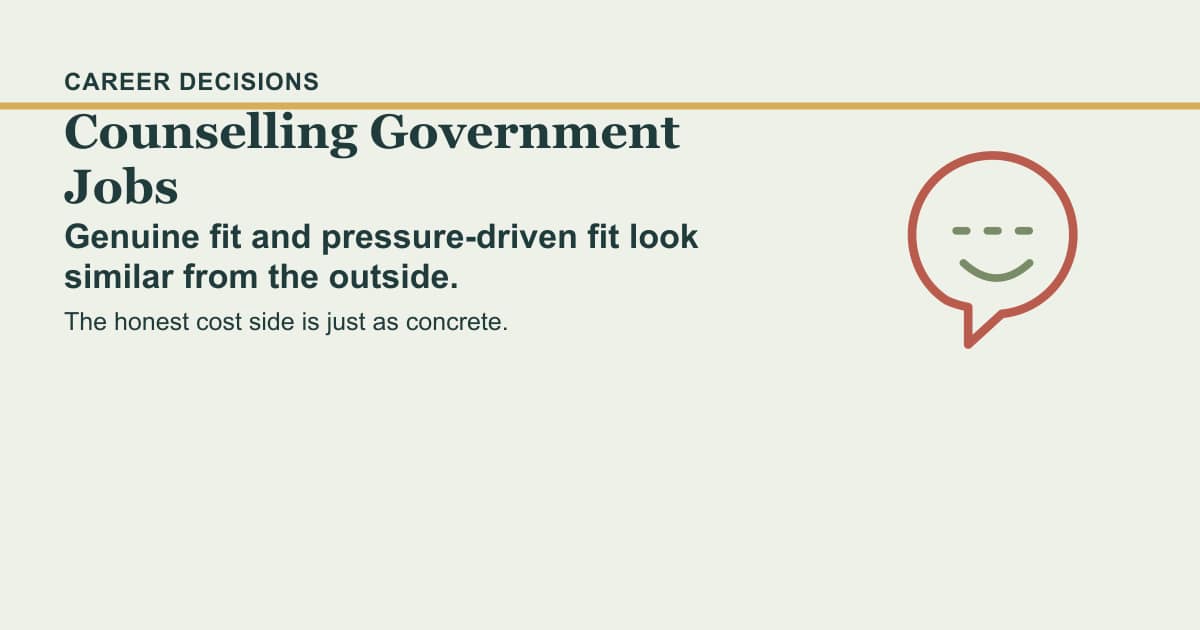 CAREER DECISIONS
Counselling Government
Jobs
Genuine fit and pressure-driven fit look
similar from the outside.
The honest cost side is just as concrete.